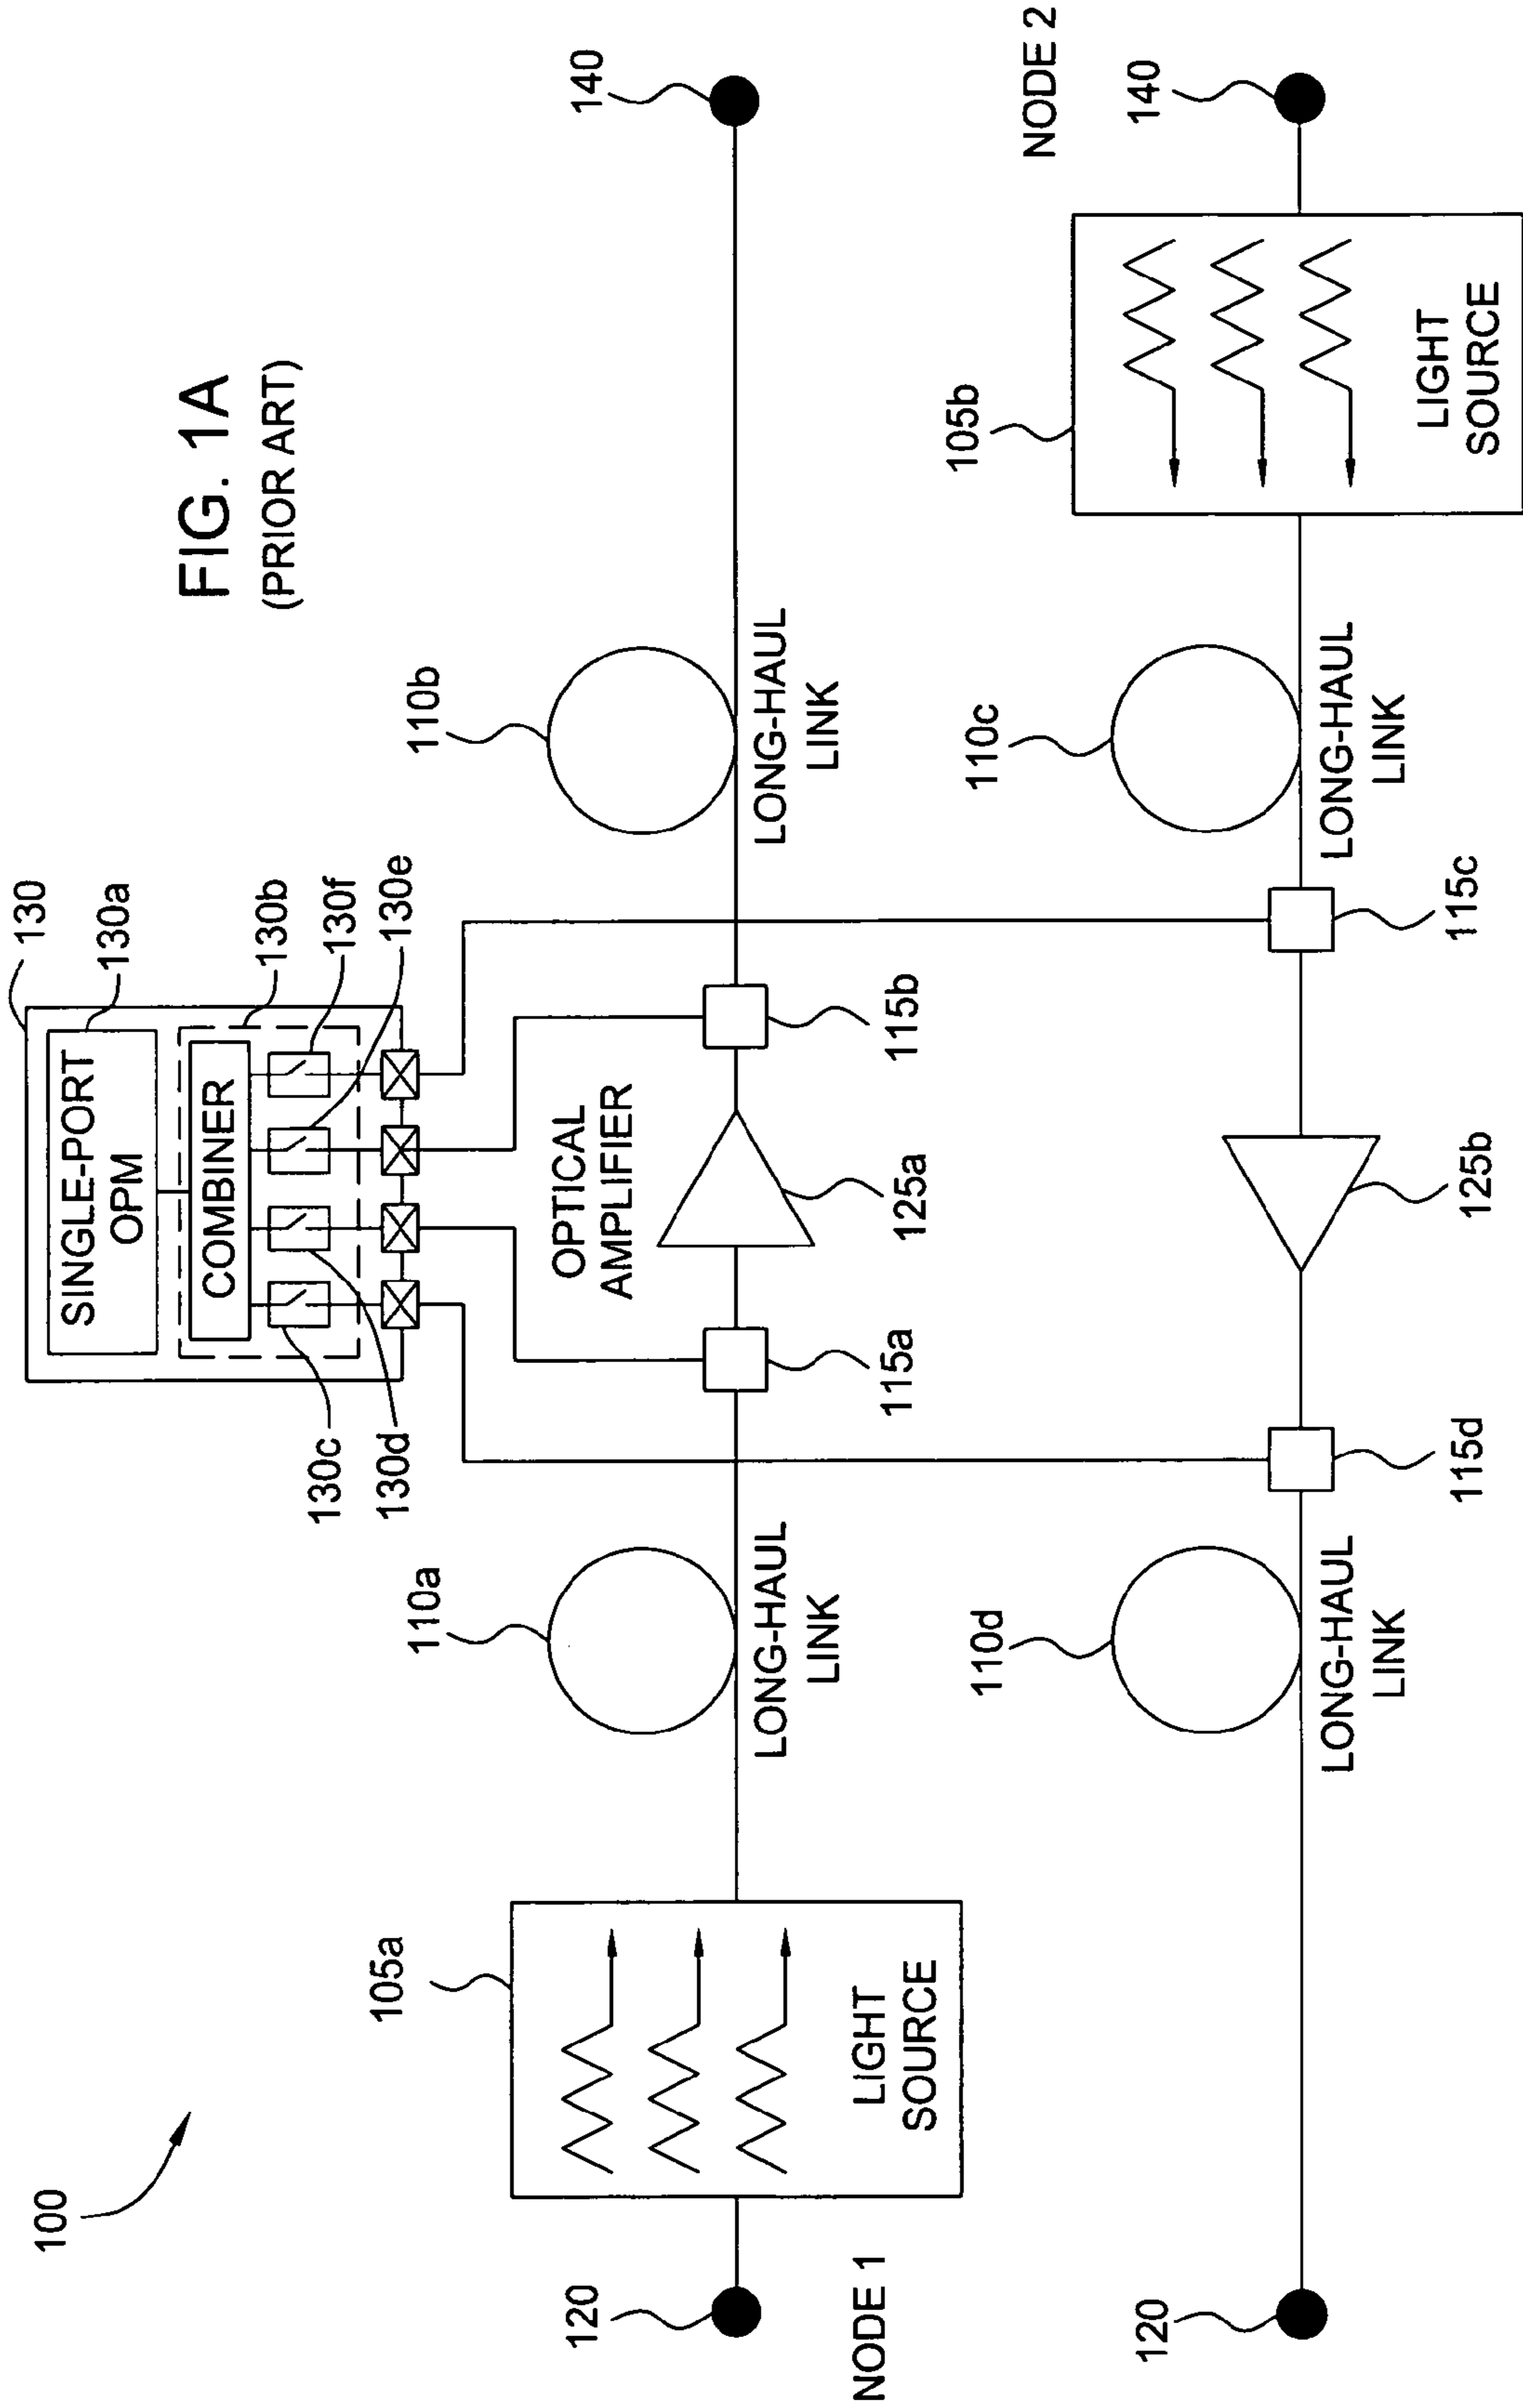 FIG. 1A
(PRIOR ART)
100
130
130a
SINGLE-PORT
OPM
130b
COMBINER
130f
130e
130c
130d
105a
110a
OPTICAL
AMPLIFIER
110b
140
120
LIGHT
SOURCE
LONG-HAUL
LINK
115a
125a
115b
LONG-HAUL
LINK
NODE 1
NODE 2
110d
110c
105b
140
120
LONG-HAUL
LINK
115d
125b
115c
LONG-HAUL
LINK
LIGHT
SOURCE